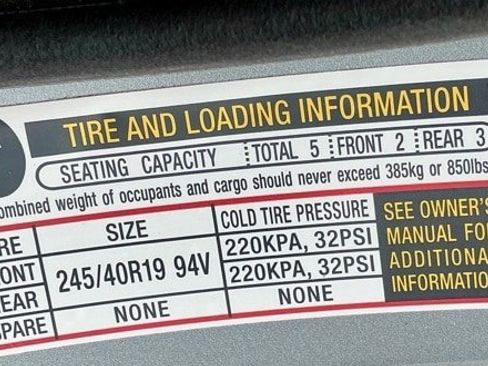 TIRE AND LOADING INFORMATION
SEATING CAPACITY TOTAL 5 FRONT 2 REAR 3
ombined weight of occupants and cargo should never exceed 385kg or 850lbs
RE SIZE COLD TIRE PRESSURE SEE OWNER'S
ONT 245/40R19 94V 220KPA, 32PSI MANUAL FO
EAR 220KPA, 32PSI ADDITIONA
PARE NONE NONE INFORMATION